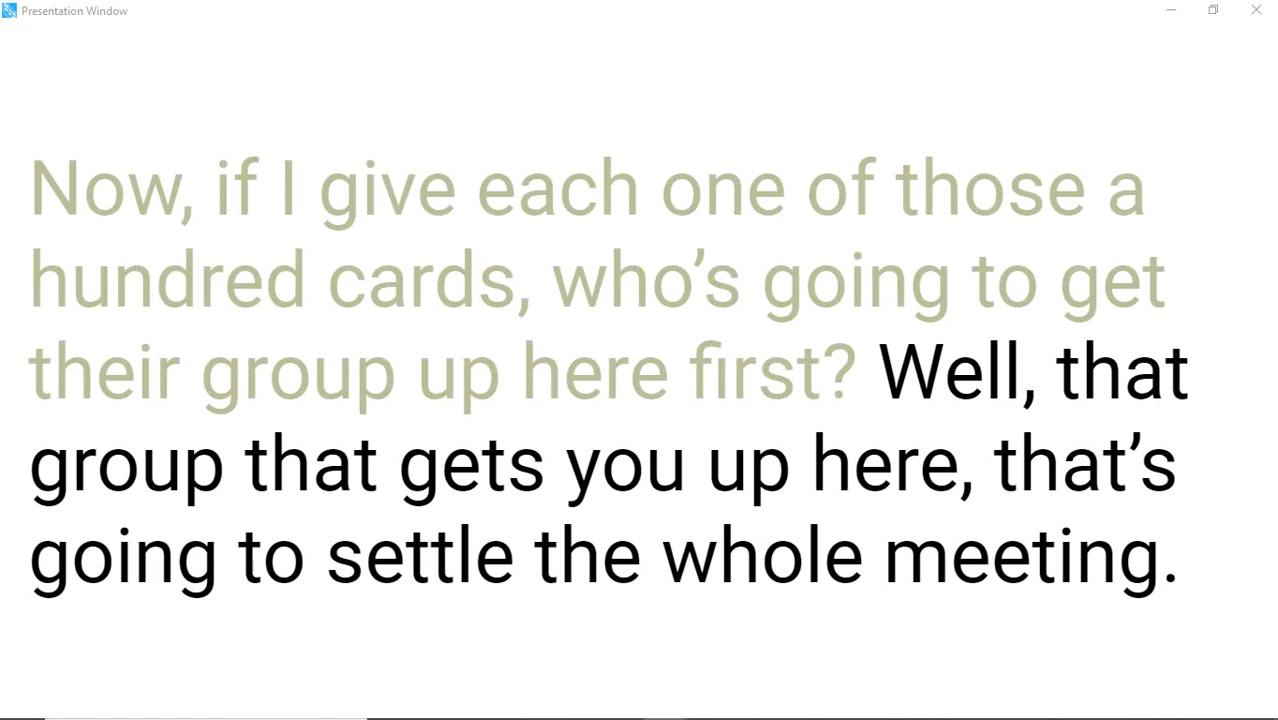 Presentation Window
Now, if I give each one of those a
hundred cards, who’s going to get
their group up here first? Well, that
group that gets you up here, that’s
going to settle the whole meeting.